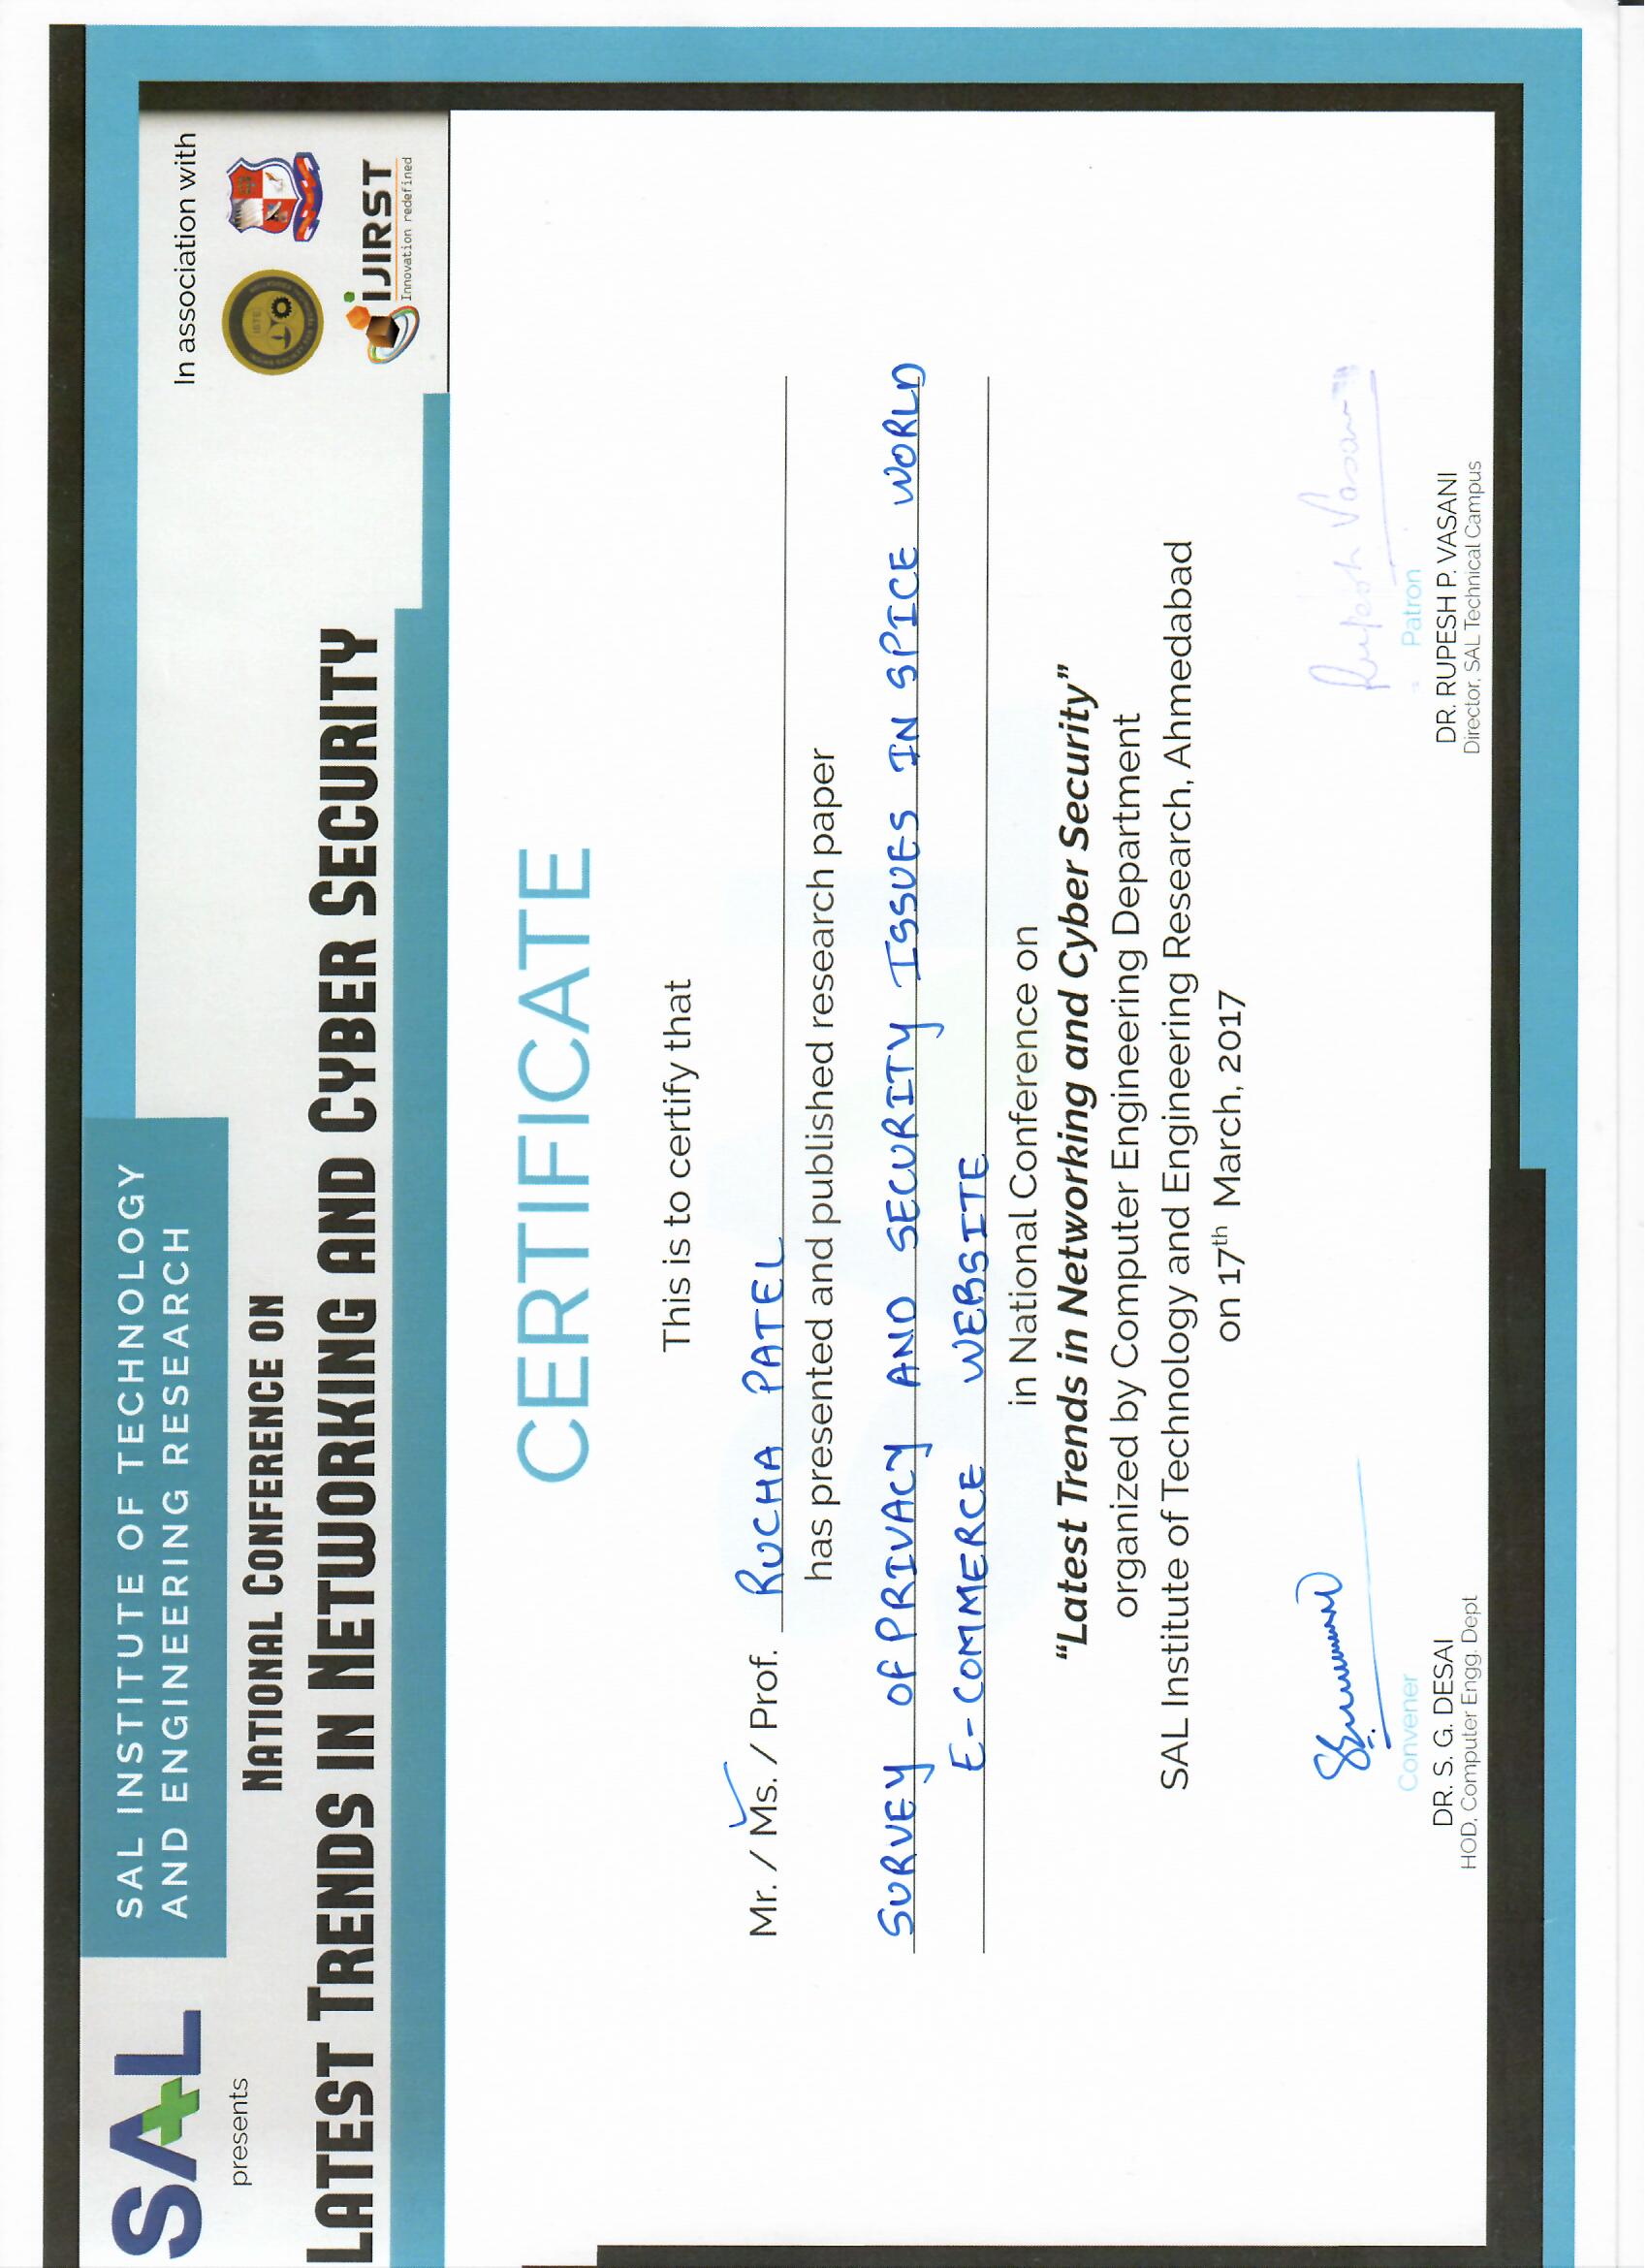 SAL
presents
SAL INSTITUTE OF TECHNOLOGY
AND ENGINEERING RESEARCH
NATIONAL CONFERENCE ON
LATEST TRENDS IN NETWORKING AND CYBER SECURITY
In association with
ISTE
IJIRST
Innovation redefined
CERTIFICATE
This is to certify that
Mr. / Ms. / Prof. RUCHA PATEL
has presented and published research paper
SURVEY OF PRIVACY AND SECURITY ISSUES IN SPICE WORLD
E-COMMERCE WEBSITE
in National Conference on
“Latest Trends in Networking and Cyber Security”
organized by Computer Engineering Department
SAL Institute of Technology and Engineering Research, Ahmedabad
on 17th March, 2017
Rupesh Vasani
Convener
DR. S. G. DESAI
HOD, Computer Engg. Dept
Patron
DR. RUPESH P. VASANI
Director, SAL Technical Campus